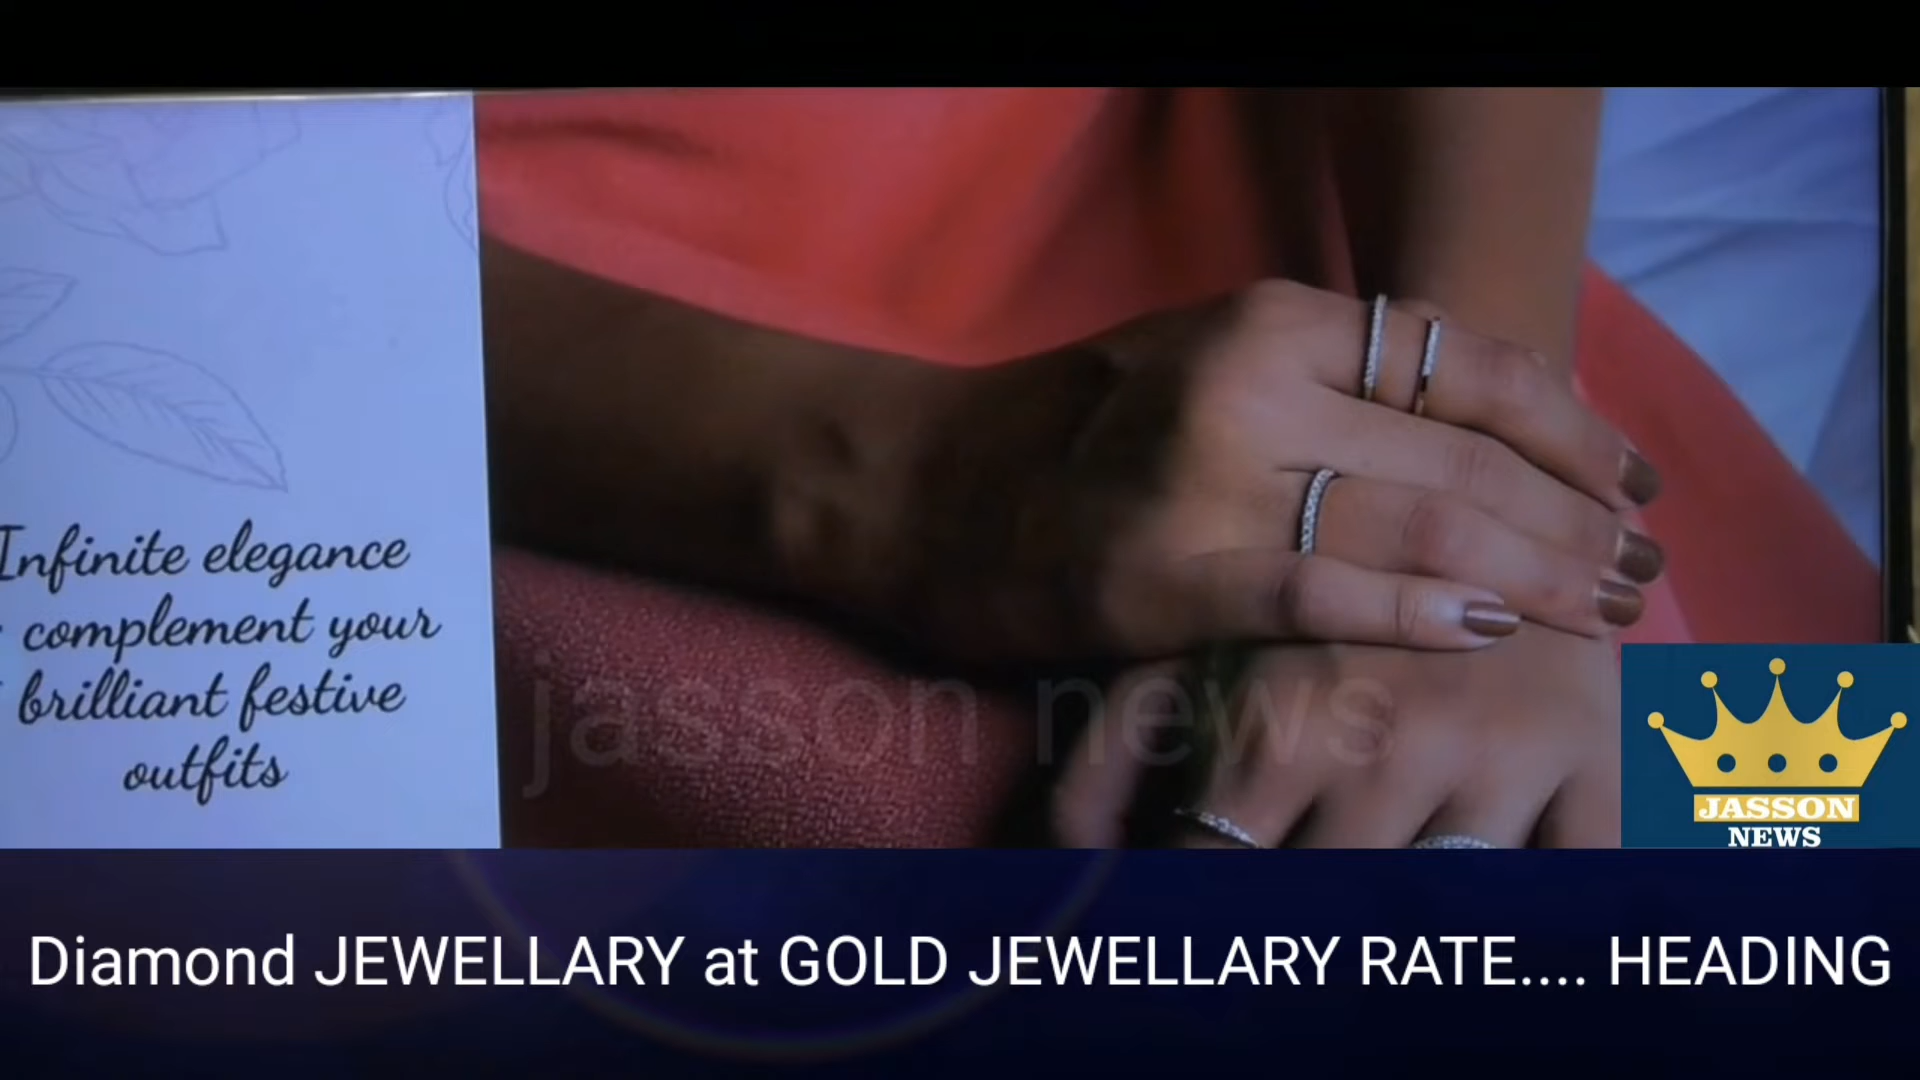 Infinite elegance
complement your
brilliant festive
outfits
jasson news
JASSON
NEWS
Diamond JEWELLARY at GOLD JEWELLARY RATE.... HEADING